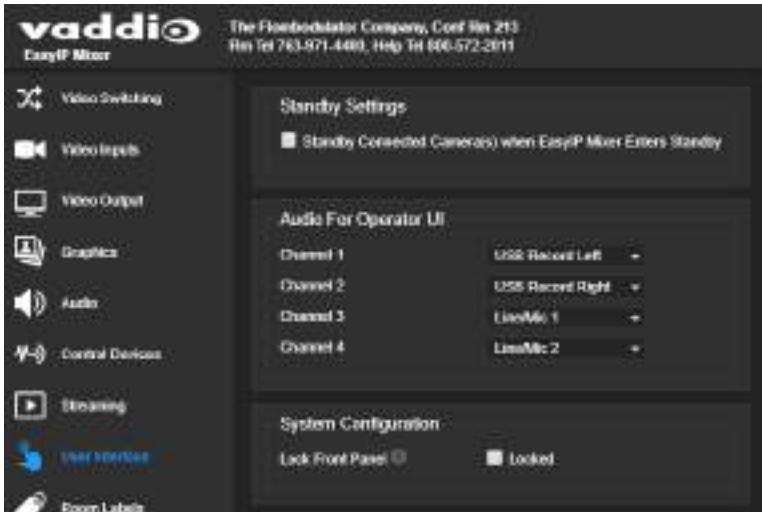 vaddio
EasyIP Mixer
The Flombodulator Company, Conf Rm 213
Rm Tel 763-971-4400, Help Tel 800-572-2011
Video Switching
Video Inputs
Video Output
Graphics
Audio
Control Devices
Streaming
User Interface
Room Labels
Standby Settings
Standby Connected Camera(s) when EasyIP Mixer Enters Standby
Audio For Operator UI
Channel 1 USB Record Left
Channel 2 USB Record Right
Channel 3 Line/Mic 1
Channel 4 Line/Mic 2
System Configuration
Lock Front Panel Locked